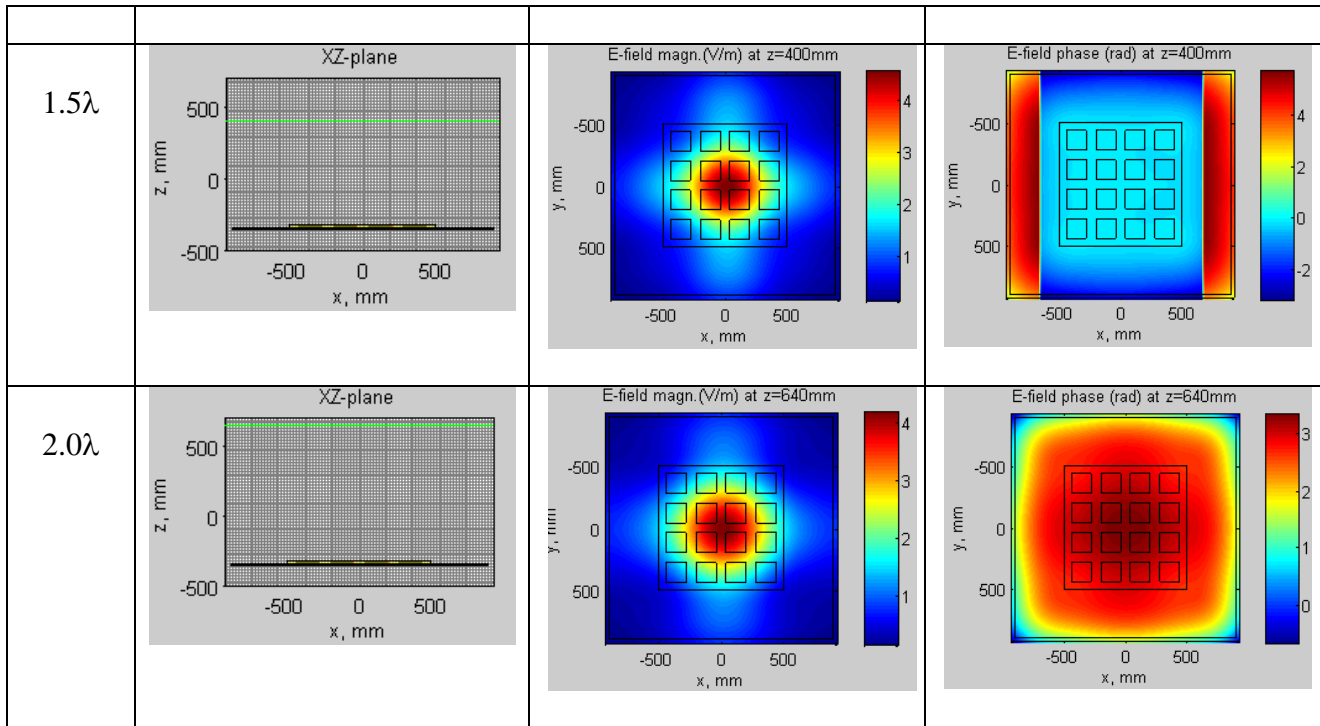 1.5λ
XZ-plane
500
0
-500
z, mm
-500 0 500
x, mm
E-field magn.(V/m) at z=400mm
-500
0
500
y, mm
-500 0 500
x, mm
4
3
2
1
E-field phase (rad) at z=400mm
-500
0
500
y, mm
-500 0 500
x, mm
4
2
0
-2
2.0λ
XZ-plane
500
0
-500
z, mm
-500 0 500
x, mm
E-field magn.(V/m) at z=640mm
-500
0
500
y, mm
-500 0 500
x, mm
4
3
2
1
E-field phase (rad) at z=640mm
-500
0
500
y, mm
-500 0 500
x, mm
3
2
1
0